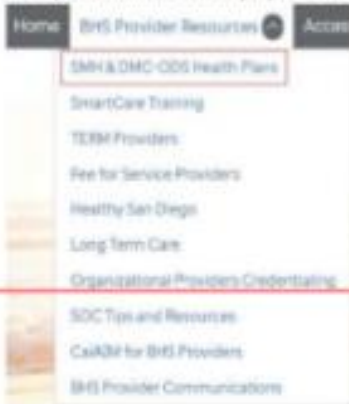 Home BHS Provider Resources Access
SMH & DMC-ODS Health Plans
SmartCare Training
TERM Providers
Fee for Service Providers
Healthy San Diego
Long Term Care
Organizational Providers Credentialing
SOC Tips and Resources
CalAIM for BHS Providers
BHS Provider Communications